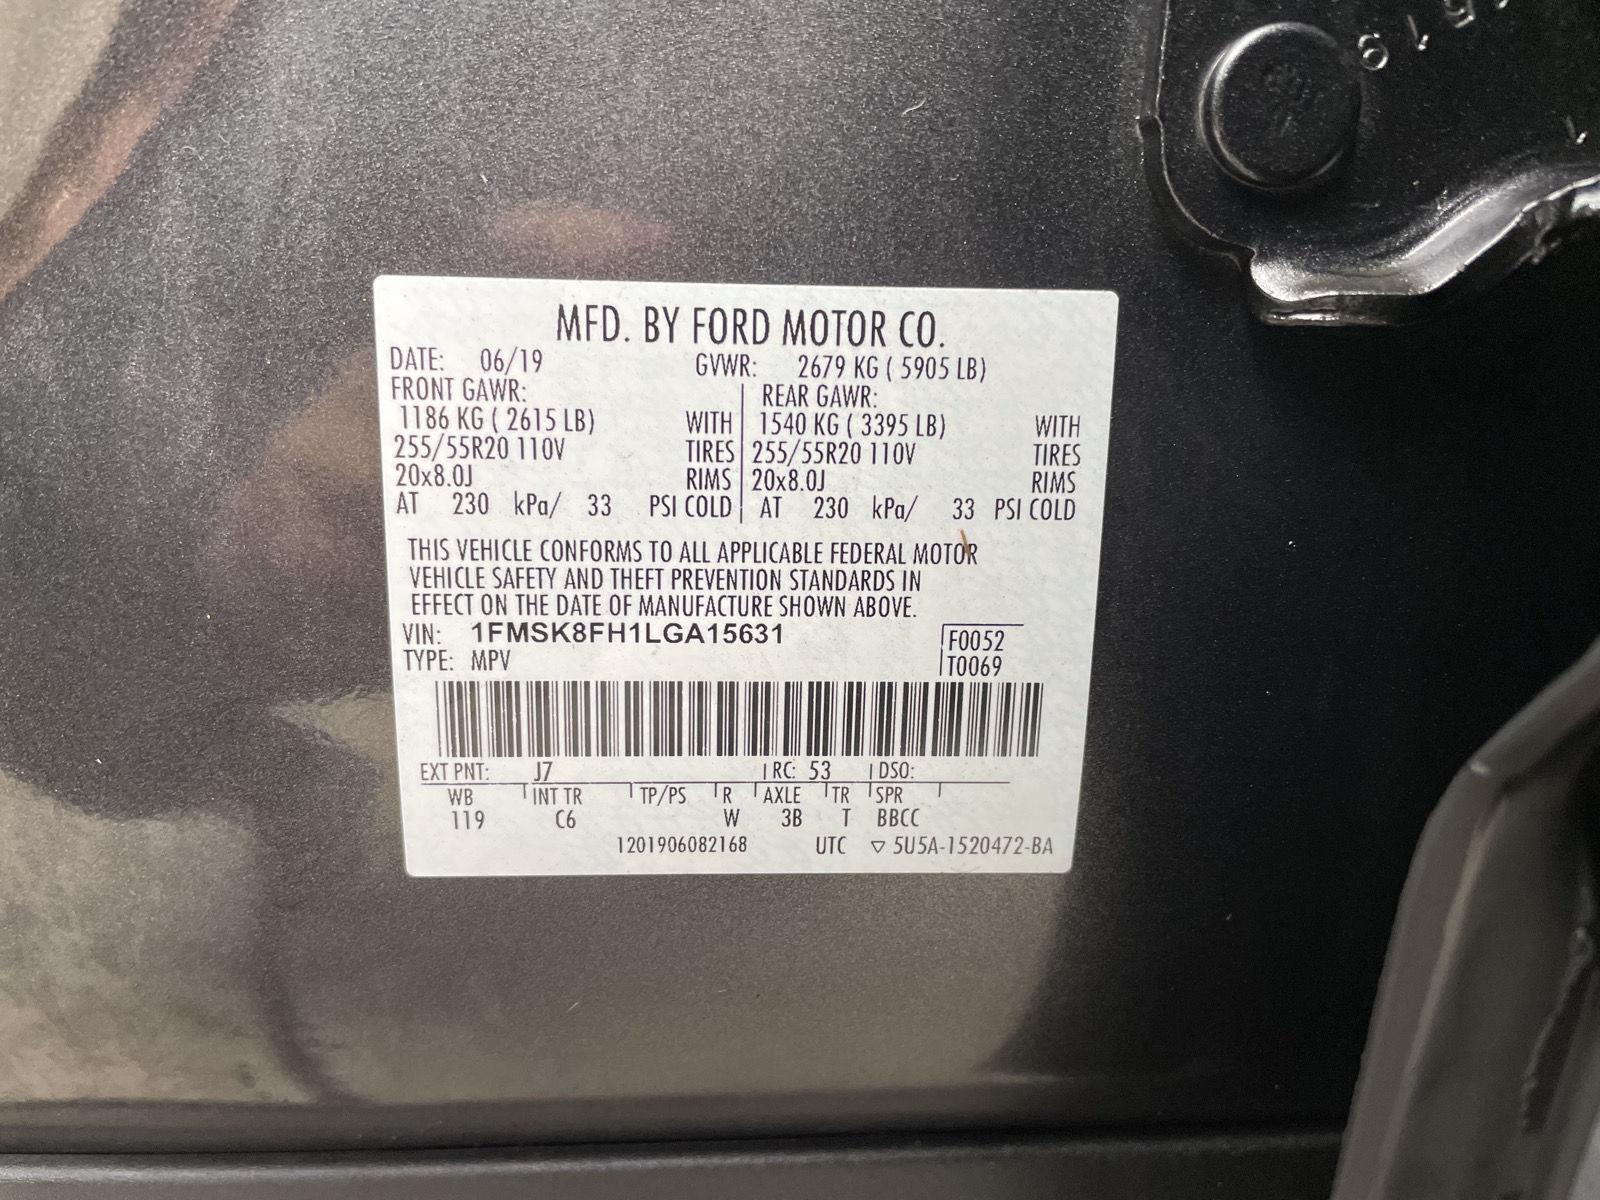 519
MFD. BY FORD MOTOR CO.
DATE: 06/19 GVWR: 2679 KG ( 5905 LB)
FRONT GAWR: REAR GAWR:
1186 KG ( 2615 LB) WITH 1540 KG ( 3395 LB) WITH
255/55R20 110V TIRES 255/55R20 110V TIRES
20x8.0J RIMS 20x8.0J RIMS
AT 230 kPa/ 33 PSI COLD AT 230 kPa/ 33 PSI COLD
THIS VEHICLE CONFORMS TO ALL APPLICABLE FEDERAL MOTOR
VEHICLE SAFETY AND THEFT PREVENTION STANDARDS IN
EFFECT ON THE DATE OF MANUFACTURE SHOWN ABOVE.
VIN: 1FMSK8FH1LGA15631 F0052
TYPE: MPV T0069
EXT PNT: J7 RC: 53 DSO:
WB INT TR TP/PS R AXLE TR SPR
119 C6 W 3B T BBCC
1201906082168 UTC ▽ 5U5A-1520472-BA